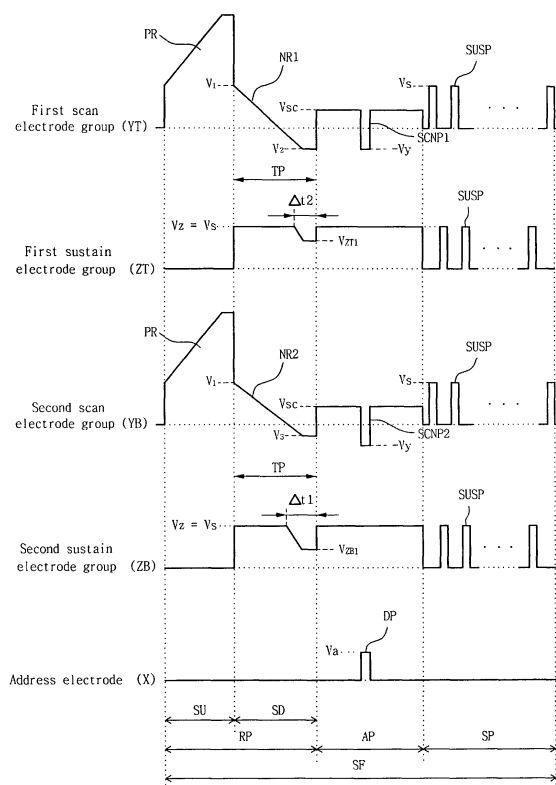 PR
NR1
SUSP
V1
Vs
Vsc
First scan
electrode group (YT)
SCNP1
V2
Vy
TP
Δt2
SUSP
Vz = Vs
VZT1
First sustain
electrode group (ZT)
PR
NR2
SUSP
V1
Vs
Vsc
Second scan
electrode group (YB)
SCNP2
V3
Vy
TP
Δt1
SUSP
Vz = Vs
VZB1
Second sustain
electrode group (ZB)
DP
Va
Address electrode (X)
SU
SD
RP
AP
SP
SF